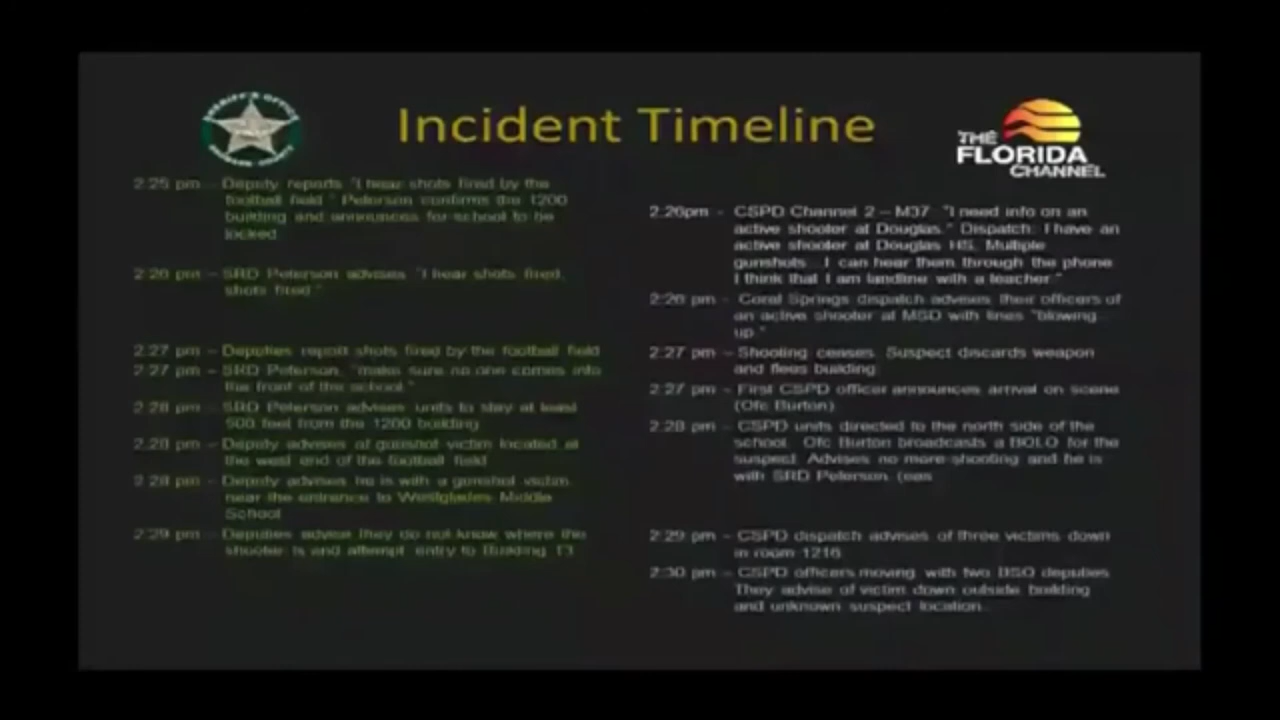 SHERIFF'S OFFICE
Incident Timeline
THE
FLORIDA
CHANNEL
2:25 pm – Deputy reports "I hear shots fired by the
football field." Peterson confirms the 1200
building and announces for school to be
locked
2:26 pm – SRD Peterson advises "I hear shots fired,
shots fired."
2:27 pm – Deputies report shots fired by the football field
2:27 pm – SRD Peterson, "make sure no one comes into
the front of the school."
2:28 pm – SRD Peterson advises units to stay at least
500 feet from the 1200 building
2:28 pm – Deputy advises of gunshot victim located at
the west end of the football field
2:28 pm – Deputy advises he is with a gunshot victim
near the entrance to Westglades Middle
School
2:29 pm – Deputies advise they do not know where the
shooter is and attempt entry to Building 13
2:26pm - CSPD Channel 2 – M37 "I need info on an
active shooter at Douglas." Dispatch: I have an
active shooter at Douglas HS. Multiple
gunshots...I can hear them through the phone
I think that I am landline with a teacher."
2:26 pm – Coral Springs dispatch advises their officers of
an active shooter at MSD with lines "blowing
up."
2:27 pm – Shooting ceases. Suspect discards weapon
and flees building
2:27 pm – First CSPD officer announces arrival on scene
(Ofc Burton)
2:28 pm – CSPD units directed to the north side of the
school. Ofc Burton broadcasts a BOLO for the
suspect. Advises no more shooting and he is
with SRD Peterson (eas
2:29 pm – CSPD dispatch advises of three victims down
in room 1216
2:30 pm – CSPD officers moving with two BSO deputies
They advise of victim down outside building
and unknown suspect location.